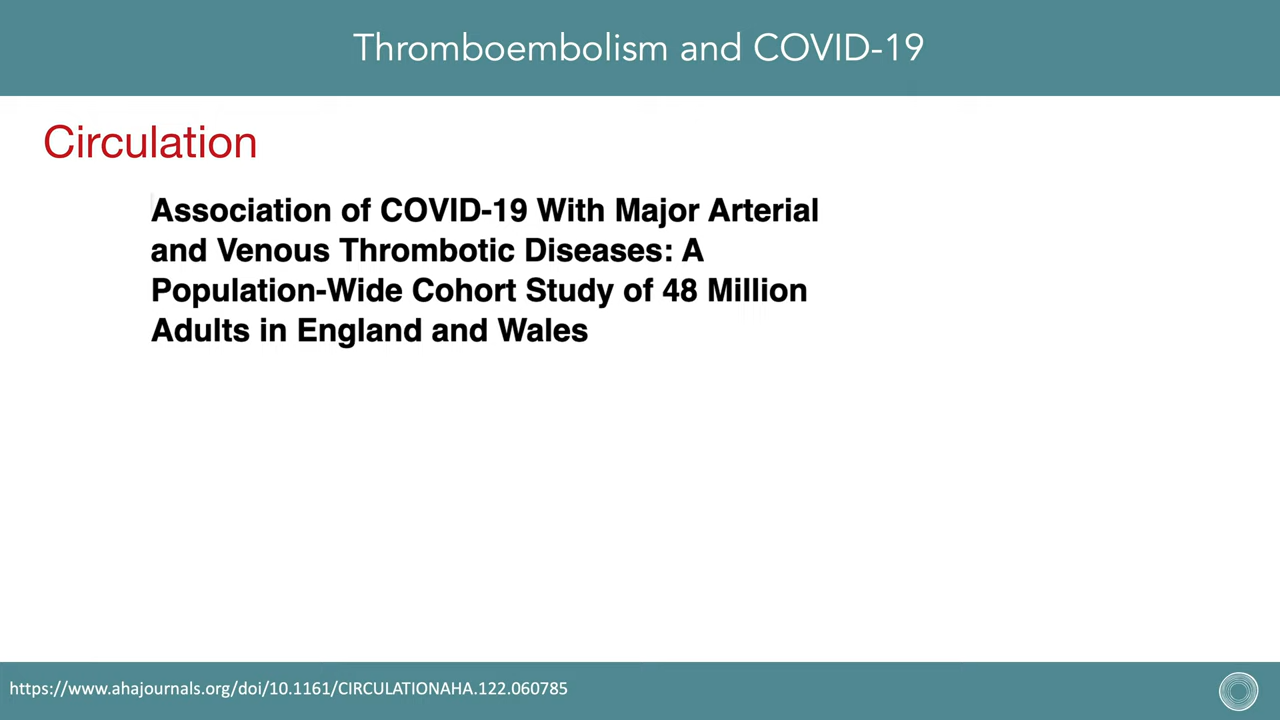 Thromboembolism and COVID-19
Circulation
Association of COVID-19 With Major Arterial
and Venous Thrombotic Diseases: A
Population-Wide Cohort Study of 48 Million
Adults in England and Wales
https://www.ahajournals.org/doi/10.1161/CIRCULATIONAHA.122.060785